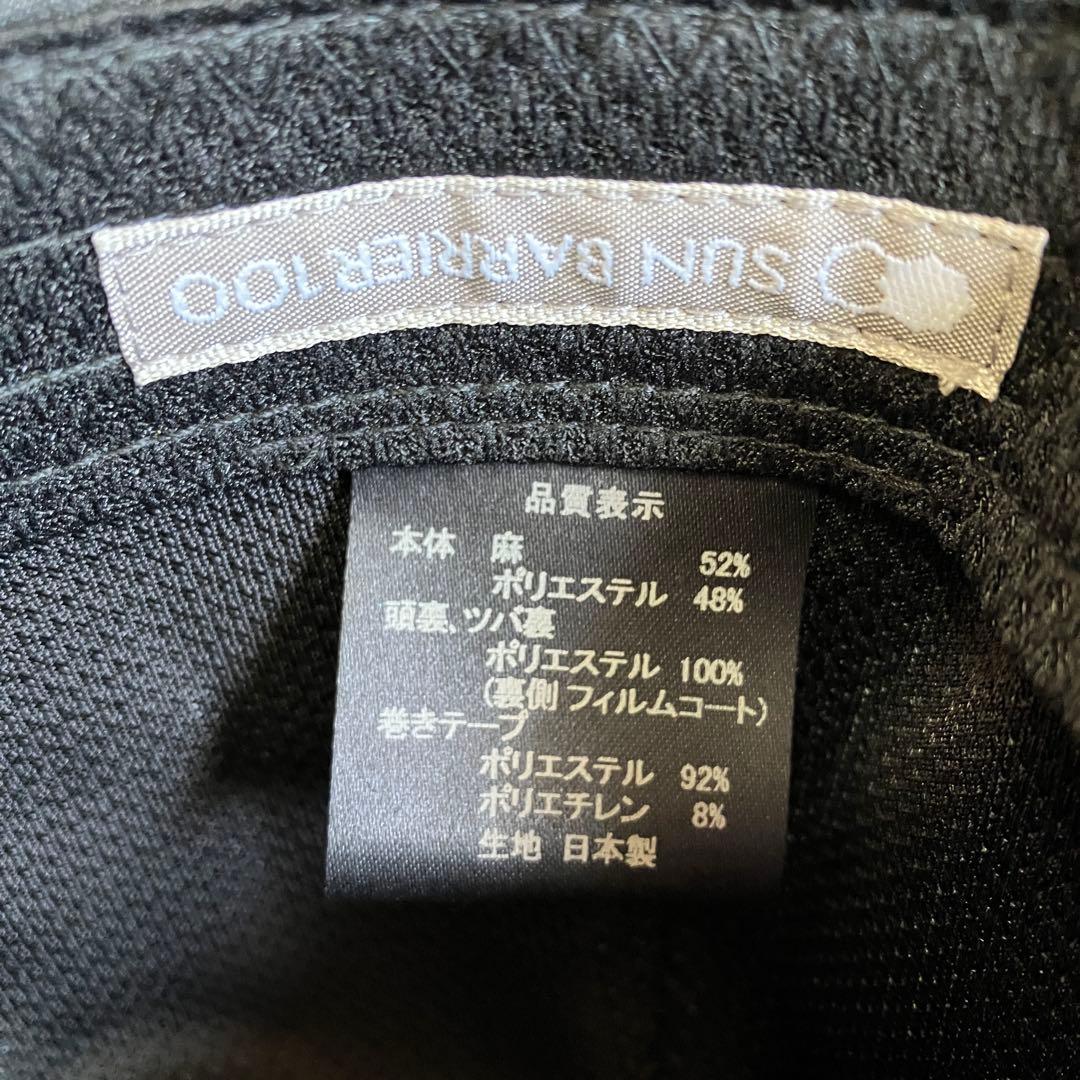 SUN BARRIER 100
品質表示
本体 麻 52%
ポリエステル 48%
頭裏、ツバ裏
ポリエステル 100%
(裏側 フィルムコート)
巻きテープ
ポリエステル 92%
ポリエチレン 8%
生地 日本製